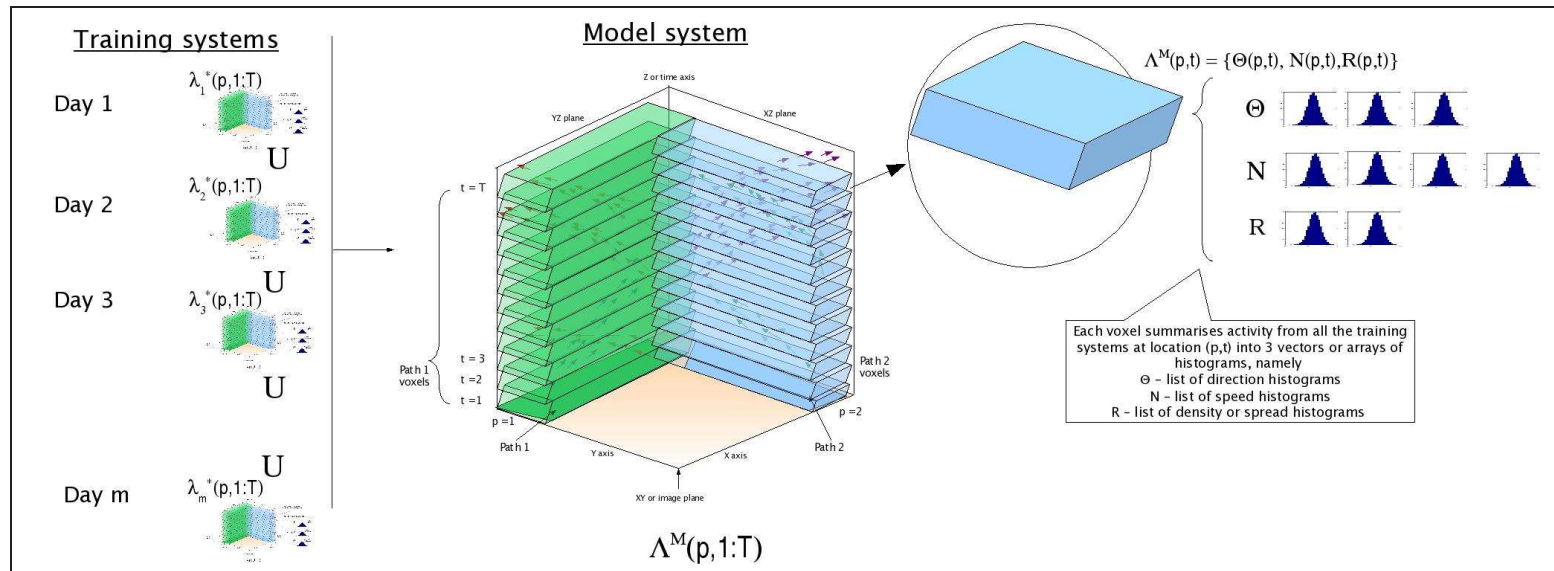 Training systems
Day 1
λ₁*(p,1:T)
U
Day 2
λ₂*(p,1:T)
U
Day 3
λ₃*(p,1:T)
U
U
Day m
λₘ*(p,1:T)
Model system
Z or time axis
YZ plane
XZ plane
t = T
Path 1
voxels
t = 3
t =2
t =1
p =1
Path 1
Y axis
X axis
Path 2
p =2
Path 2
voxels
XY or image plane
Λᴹ(p,1:T)
Λᴹ(p,t) = {Θ(p,t), N(p,t),R(p,t)}
Θ
N
R
Each voxel summarises activity from all the training
systems at location (p,t) into 3 vectors or arrays of
histograms, namely
Θ – list of direction histograms
N – list of speed histograms
R – list of density or spread histograms